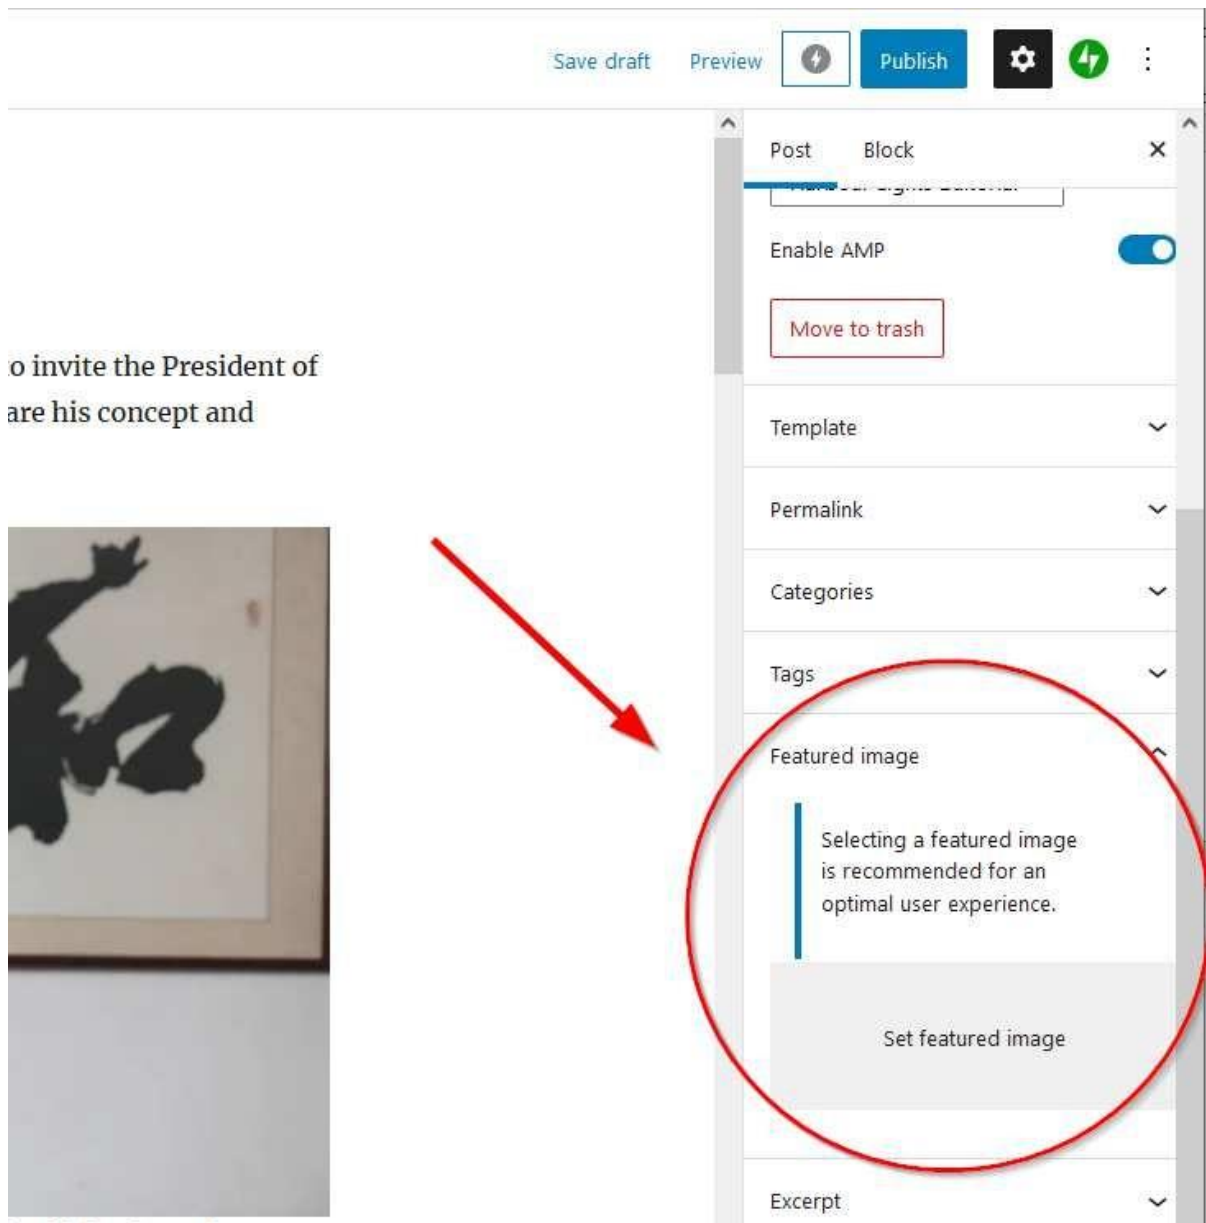 Save draft Preview Publish
Post Block
Enable AMP
Move to trash
o invite the President of
are his concept and
Template
Permalink
Categories
Tags
Featured image
Selecting a featured image
is recommended for an
optimal user experience.
Set featured image
Excerpt